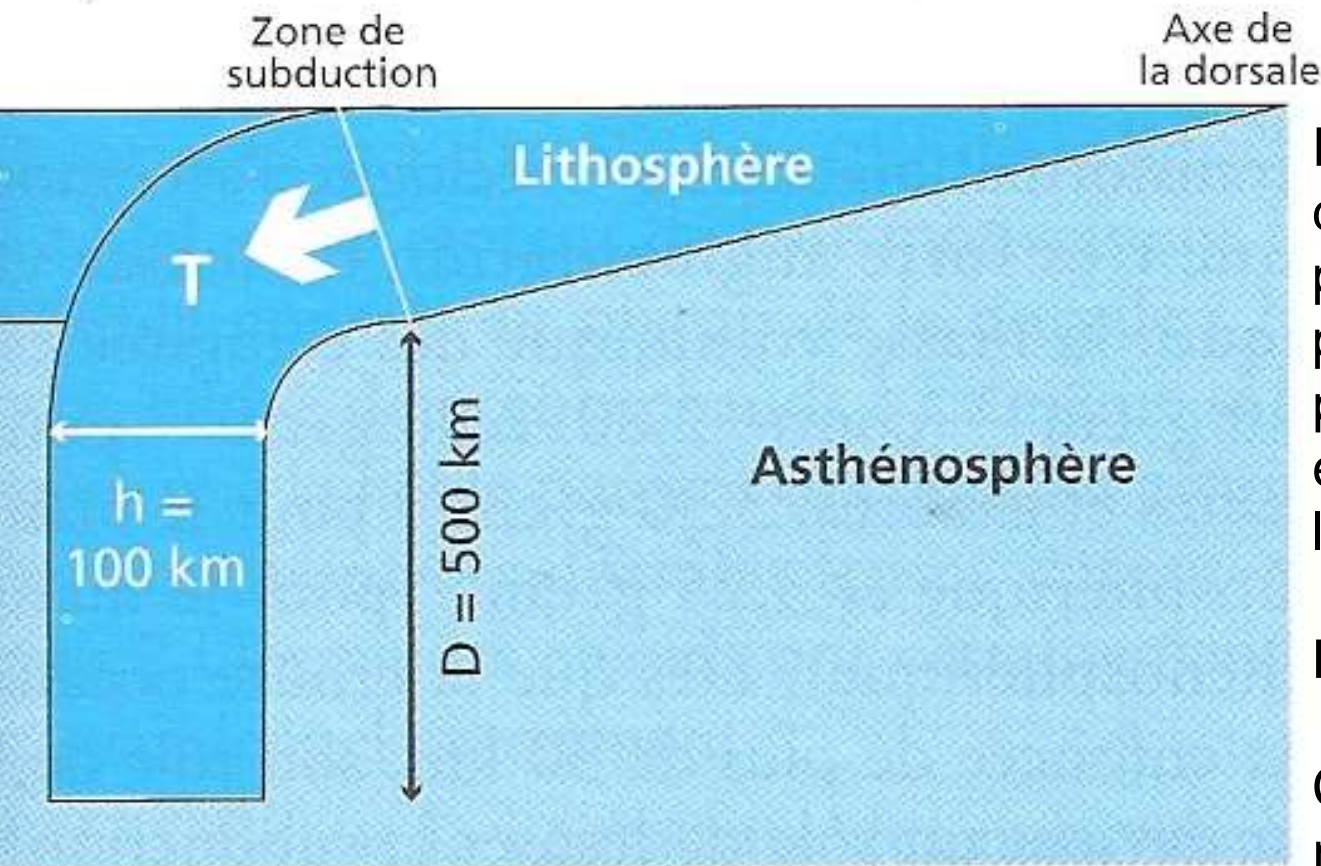 Zone de
subduction
Axe de
la dorsale
Lithosphère
T
Asthénosphère
h =
100 km
D = 500 km